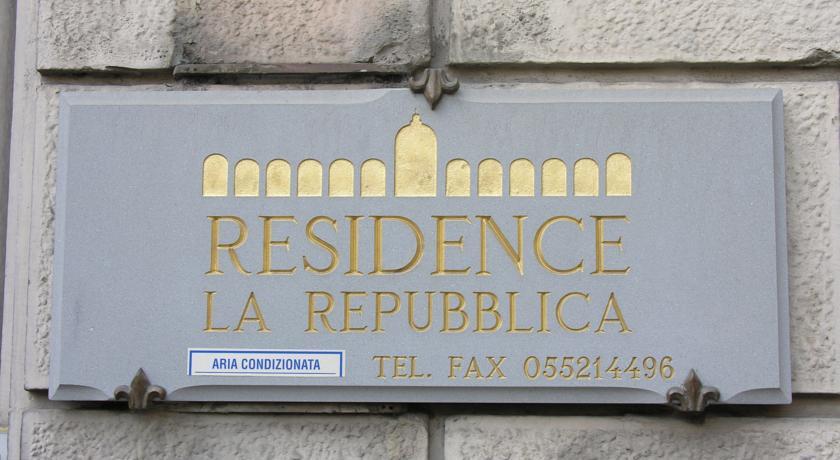 RESIDENCE
LA REPUBBLICA
ARIA CONDIZIONATA
TEL. FAX 055214496